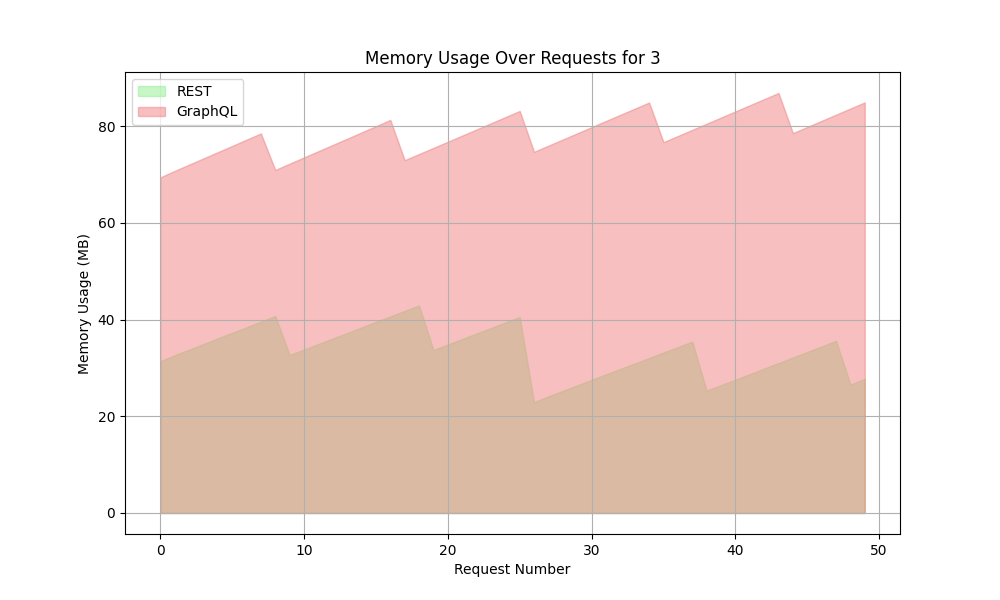 Memory Usage Over Requests for 3
REST
GraphQL
80
60
40
20
0
Memory Usage (MB)
0 10 20 30 40 50
Request Number